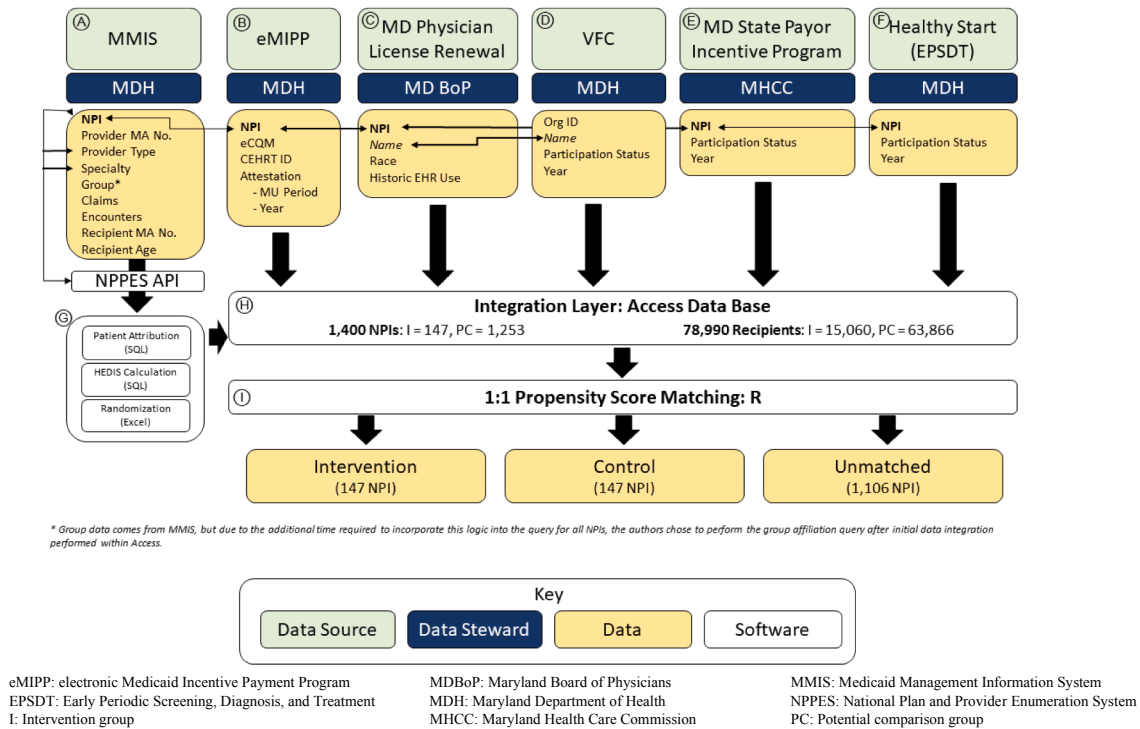 A
MMIS
B
eMIPP
C
MD Physician
License Renewal
D
VFC
E
MD State Payor
Incentive Program
F
Healthy Start
(EPSDT)
MDH
MDH
MD BoP
MDH
MHCC
MDH
NPI
Provider MA No.
Provider Type
Specialty
Group*
Claims
Encounters
Recipient MA No.
Recipient Age
NPI
eCQM
CEHRT ID
Attestation
- MU Period
- Year
NPI
Name
Race
Historic EHR Use
Org ID
Name
Participation Status
Year
NPI
Participation Status
Year
NPI
Participation Status
Year
NPPES API
G
Patient Attribution
(SQL)
HEDIS Calculation
(SQL)
Randomization
(Excel)
H
Integration Layer: Access Data Base
1,400 NPIs: I = 147, PC = 1,253
78,990 Recipients: I = 15,060, PC = 63,866
I
1:1 Propensity Score Matching: R
Intervention
(147 NPI)
Control
(147 NPI)
Unmatched
(1,106 NPI)
* Group data comes from MMIS, but due to the additional time required to incorporate this logic into the query for all NPIs, the authors chose to perform the group affiliation query after initial data integration
performed within Access.
Key
Data Source
Data Steward
Data
Software
eMIPP: electronic Medicaid Incentive Payment Program
EPSDT: Early Periodic Screening, Diagnosis, and Treatment
I: Intervention group
MDBoP: Maryland Board of Physicians
MDH: Maryland Department of Health
MHCC: Maryland Health Care Commission
MMIS: Medicaid Management Information System
NPPES: National Plan and Provider Enumeration System
PC: Potential comparison group